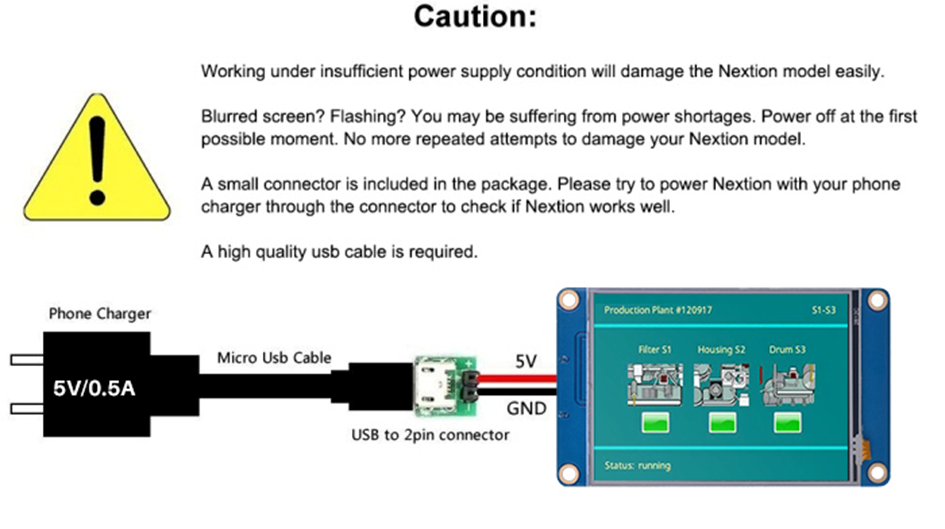 Caution:
Working under insufficient power supply condition will damage the Nextion model easily.
Blurred screen? Flashing? You may be suffering from power shortages. Power off at the first
possible moment. No more repeated attempts to damage your Nextion model.
A small connector is included in the package. Please try to power Nextion with your phone
charger through the connector to check if Nextion works well.
A high quality usb cable is required.
Phone Charger
5V/0.5A
Micro Usb Cable
USB to 2pin connector
+
5V
GND
Production Plant #120917 S1-S3
Filter S1 Housing S2 Drum S3
Status: running